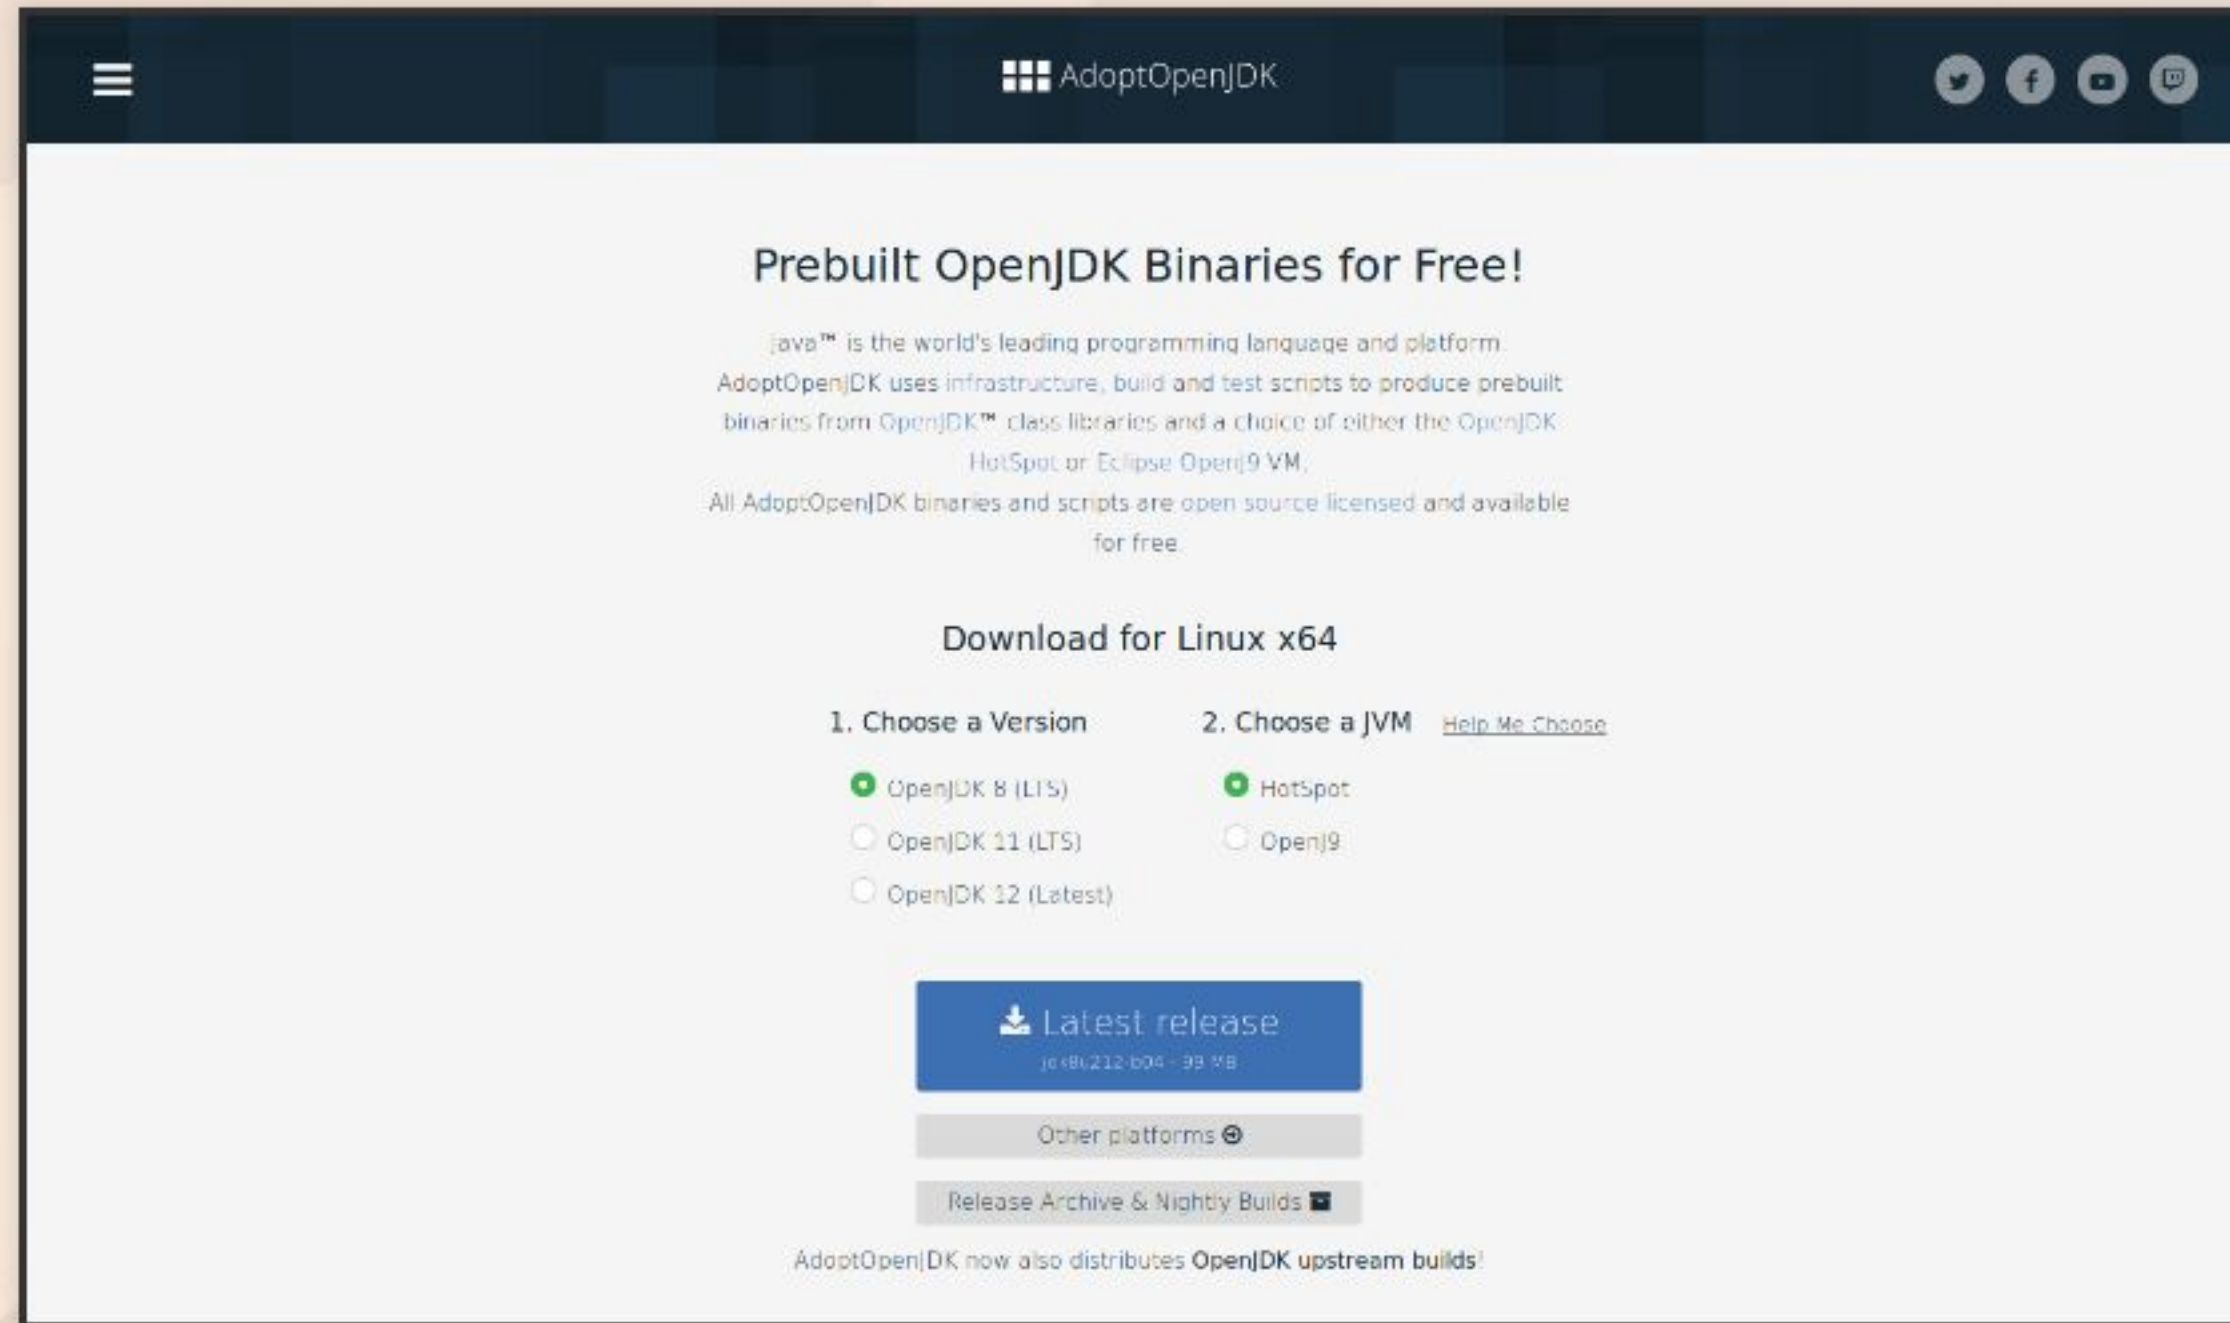 AdoptOpenJDK
Prebuilt OpenJDK Binaries for Free!
Java™ is the world's leading programming language and platform.
AdoptOpenJDK uses infrastructure, build and test scripts to produce prebuilt
binaries from OpenJDK™ class libraries and a choice of either the OpenJDK
HotSpot or Eclipse OpenJ9 VM.
All AdoptOpenJDK binaries and scripts are open source licensed and available
for free.
Download for Linux x64
1. Choose a Version
2. Choose a JVM Help Me Choose
OpenJDK 8 (LTS)
HotSpot
OpenJDK 11 (LTS)
OpenJ9
OpenJDK 12 (Latest)
Latest release
jdk8u212-b04 - 99 MB
Other platforms
Release Archive & Nightly Builds
AdoptOpenJDK now also distributes OpenJDK upstream builds!